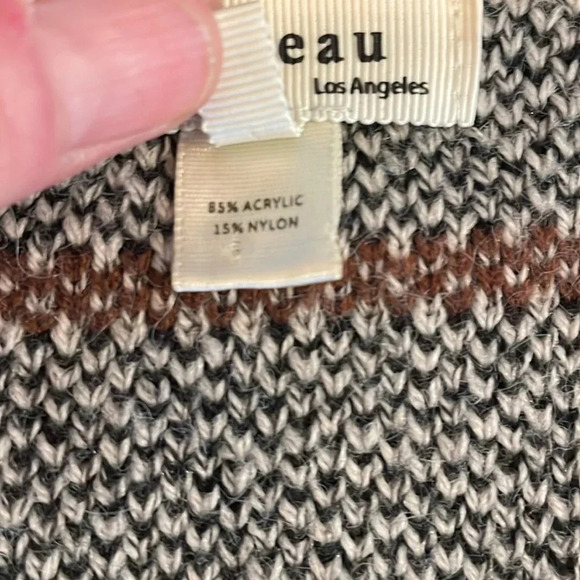 eau
Los Angeles
85% ACRYLIC
15% NYLON